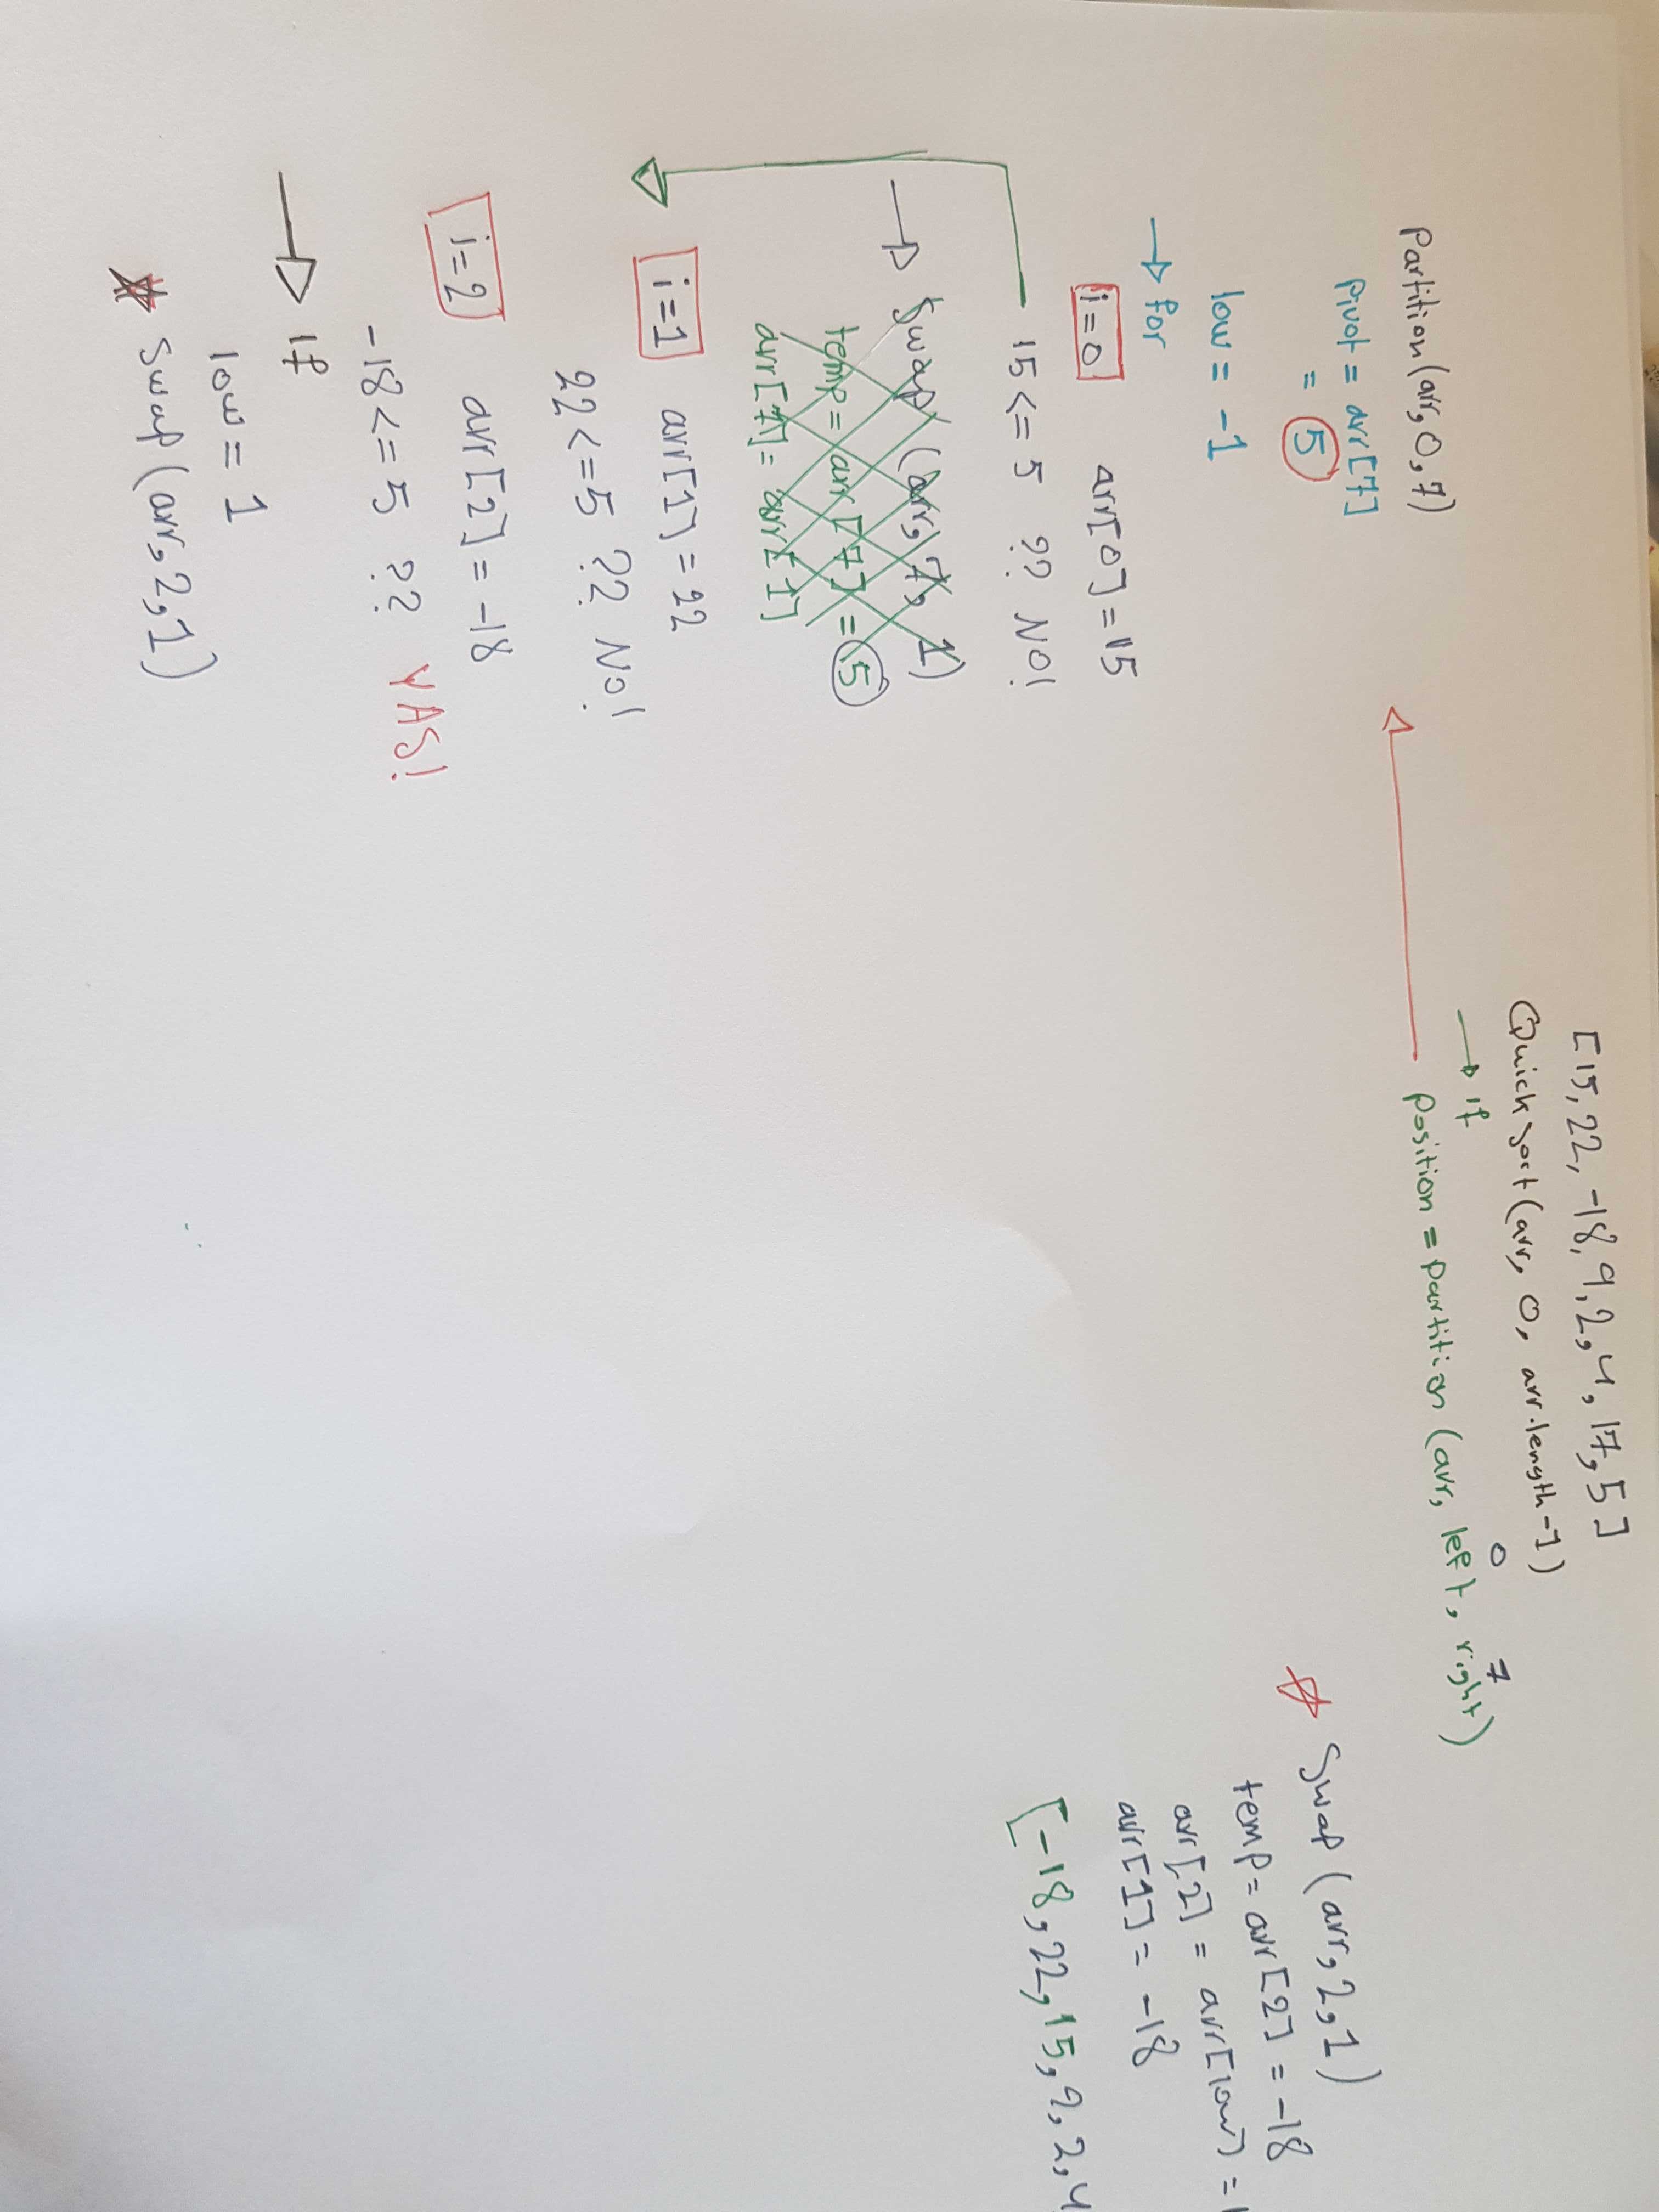 [15, 22, -18, 9, 2, 4, 17, 5]
Quick sort (arr, 0, arr.length-1)
If
0 7
Position = Partition (arr, left, right)
Partition (arr, 0, 7)
Pivot = arr[7]
= 5
low = -1
for
i=0 arr[0] = 15
15 <= 5 ?? NO!
Swap (arr, 7, 1)
temp = arr[7] = 5
arr[7] = arr[1]
i=1 arr[1] = 22
22 <= 5 ?? NO!
i=2 arr[2] = -18
-18 <= 5 ?? YAS!
If
low = 1
Swap (arr, 2, 1)
Swap (arr, 2, 1)
temp = arr[2] = -18
arr[2] = arr[low] =
arr[1] = -18
[-18, 22, 15, 9, 2, 4